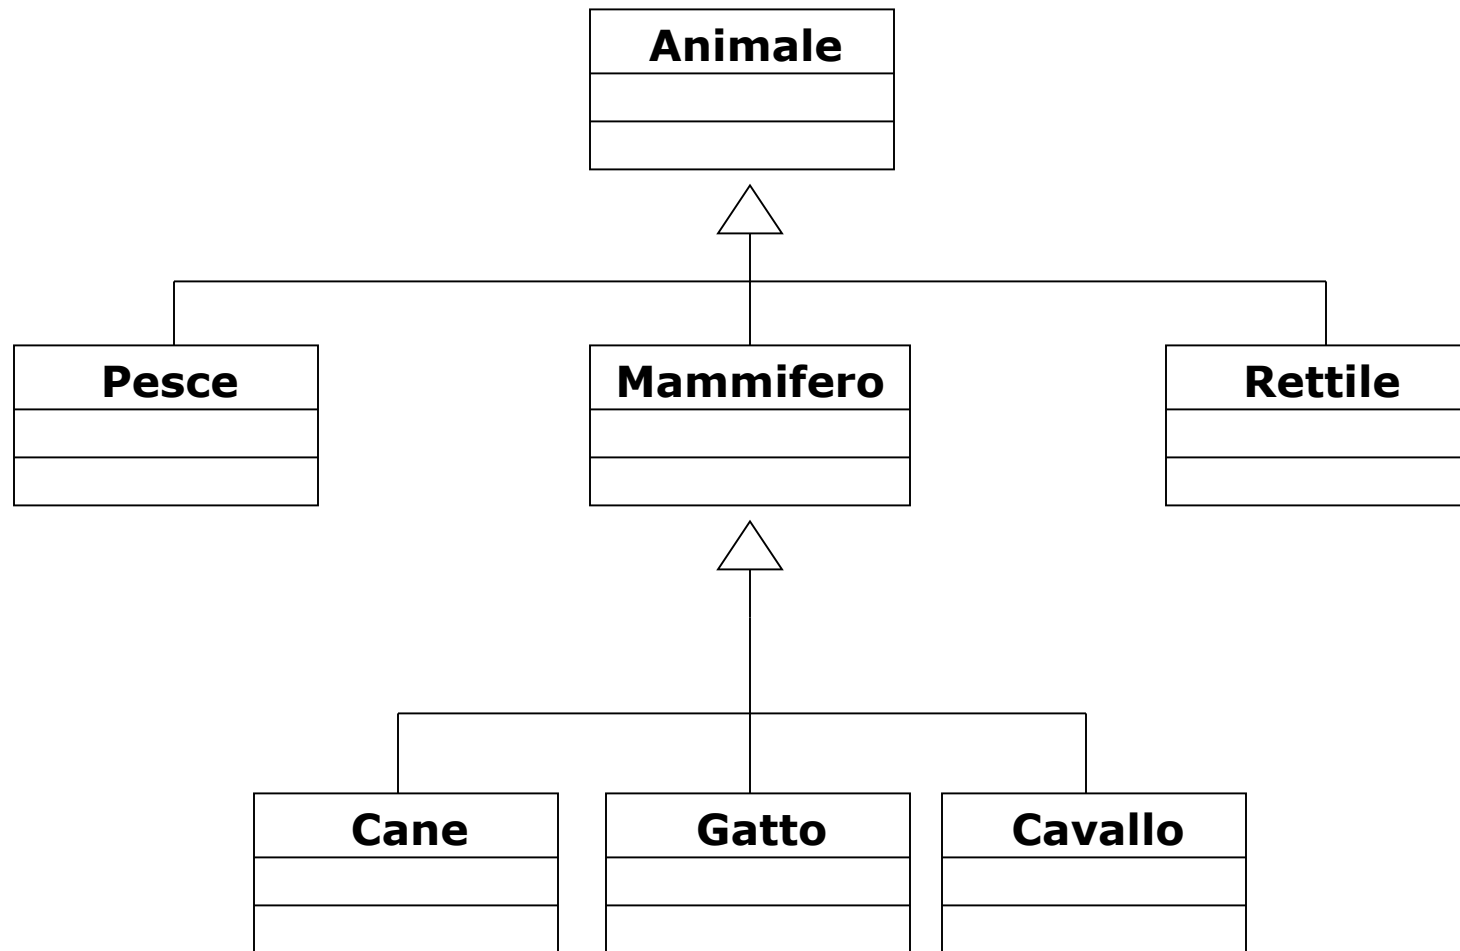 Animale
Pesce
Mammifero
Rettile
Cane
Gatto
Cavallo